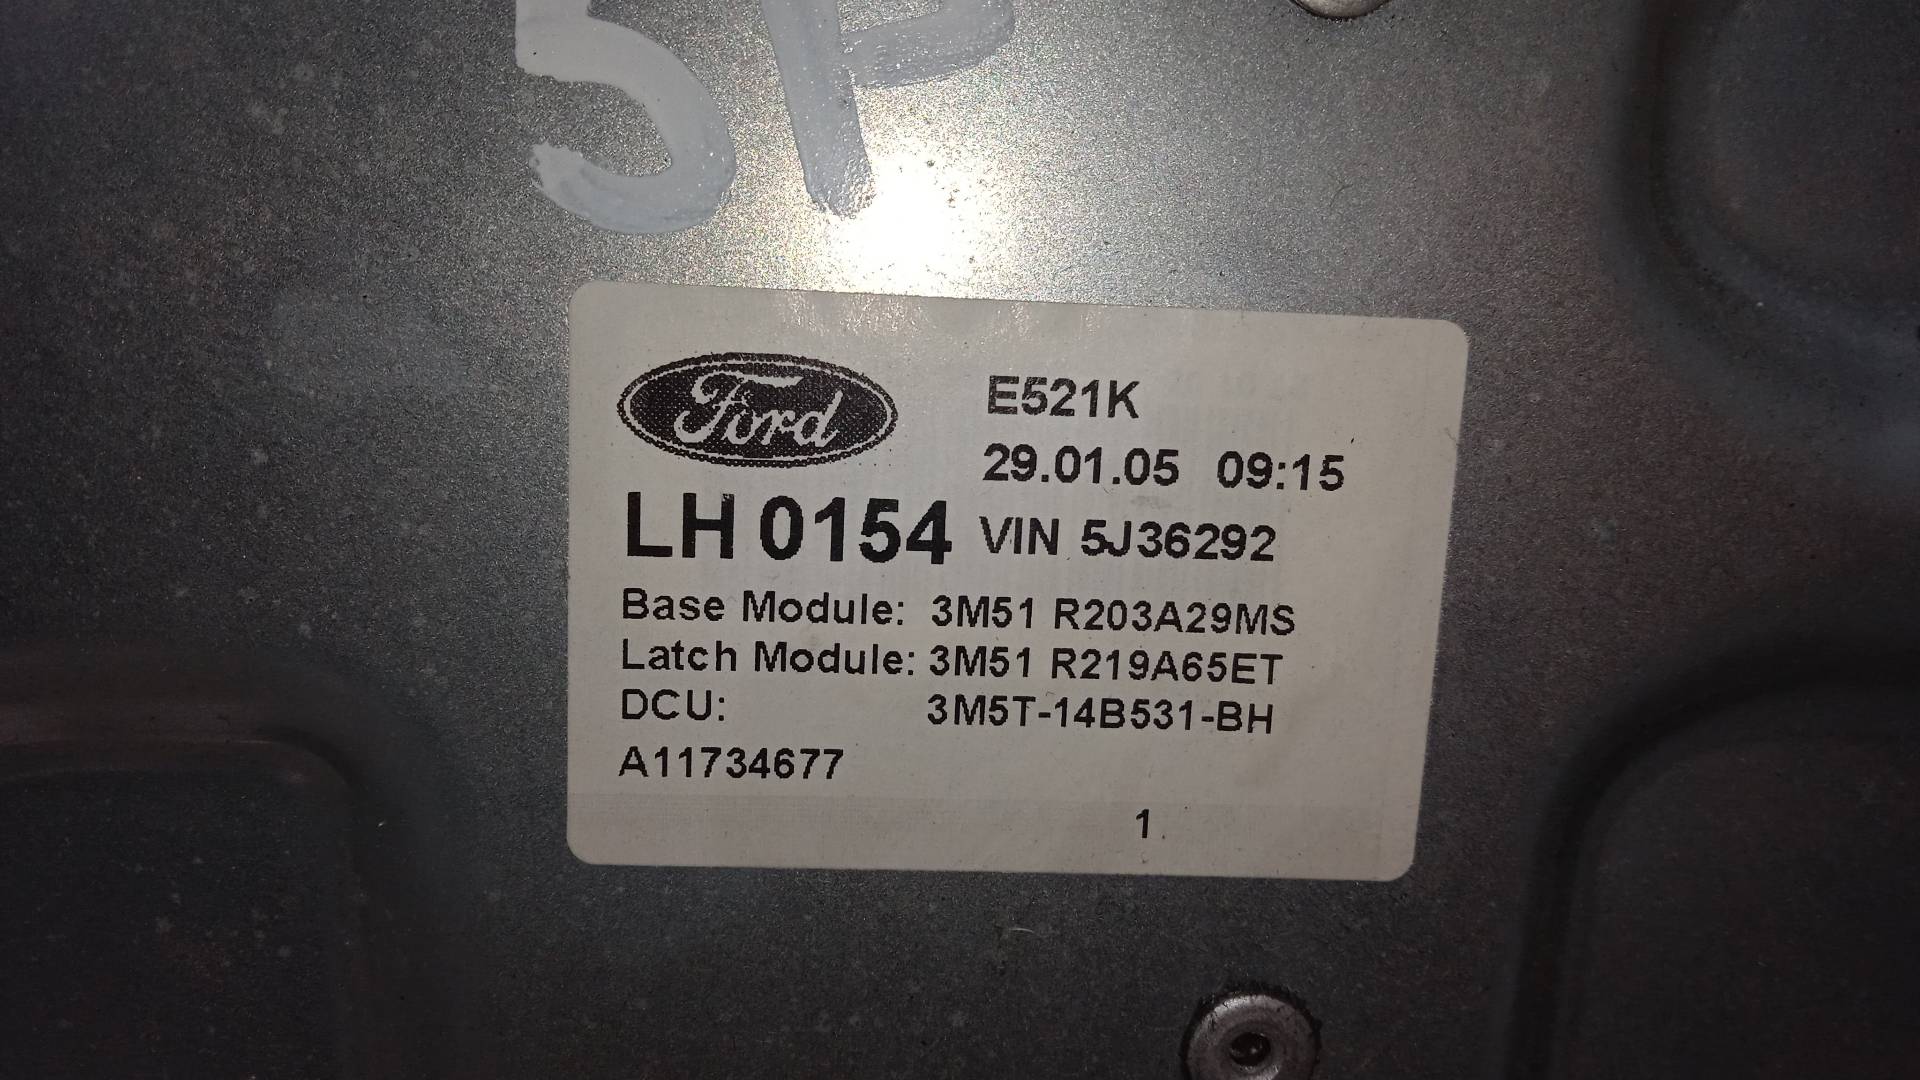 5P
Ford
E521K
29.01.05 09:15
LH 0154 VIN 5J36292
Base Module: 3M51 R203A29MS
Latch Module: 3M51 R219A65ET
DCU: 3M5T-14B531-BH
A11734677
1